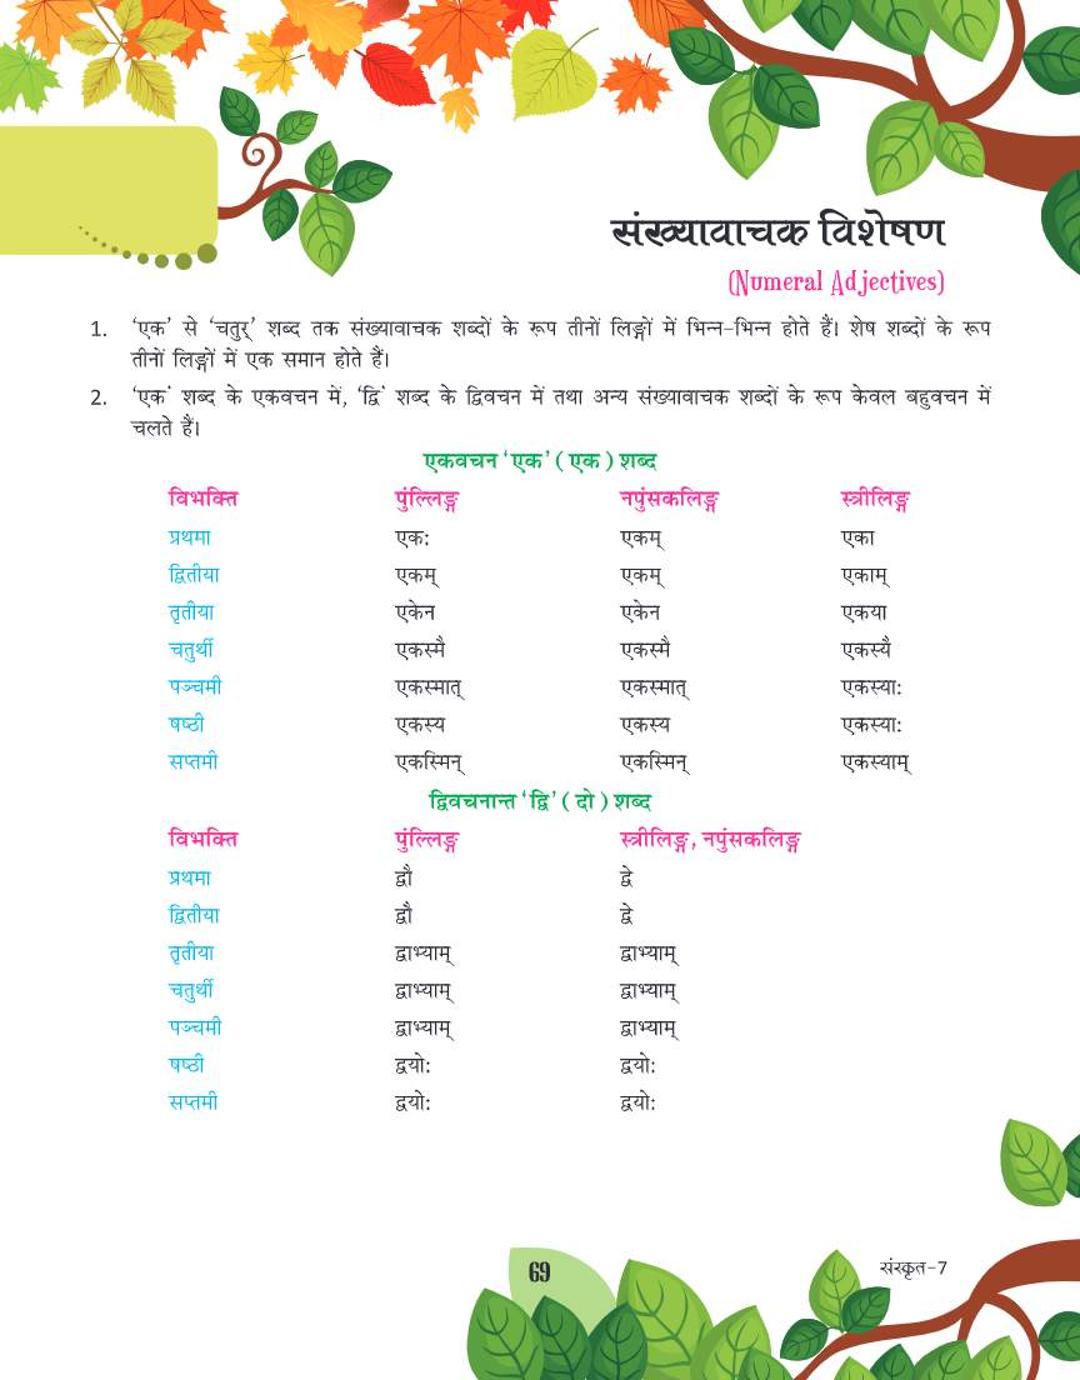 संख्यावाचक विशेषण
(Numeral Adjectives)
1. ‘एक’ से ‘चतुर्’ शब्द तक संख्यावाचक शब्दों के रूप तीनों लिङ्गों में भिन्न-भिन्न होते हैं। शेष शब्दों के रूप
तीनों लिङ्गों में एक समान होते हैं।
2. ‘एक’ शब्द के एकवचन में, ‘द्वि’ शब्द के द्विवचन में तथा अन्य संख्यावाचक शब्दों के रूप केवल बहुवचन में
चलते हैं।
एकवचन ‘एक’ (एक) शब्द
विभक्ति पुंल्लिङ्ग नपुंसकलिङ्ग स्त्रीलिङ्ग
प्रथमा एकः एकम् एका
द्वितीया एकम् एकम् एकाम्
तृतीया एकेन एकेन एकया
चतुर्थी एकस्मै एकस्मै एकस्यै
पञ्चमी एकस्मात् एकस्मात् एकस्याः
षष्ठी एकस्य एकस्य एकस्याः
सप्तमी एकस्मिन् एकस्मिन् एकस्याम्
द्विवचनान्त ‘द्वि’ (दो) शब्द
विभक्ति पुंल्लिङ्ग स्त्रीलिङ्ग, नपुंसकलिङ्ग
प्रथमा द्वौ द्वे
द्वितीया द्वौ द्वे
तृतीया द्वाभ्याम् द्वाभ्याम्
चतुर्थी द्वाभ्याम् द्वाभ्याम्
पञ्चमी द्वाभ्याम् द्वाभ्याम्
षष्ठी द्वयोः द्वयोः
सप्तमी द्वयोः द्वयोः
69
संस्कृत-7